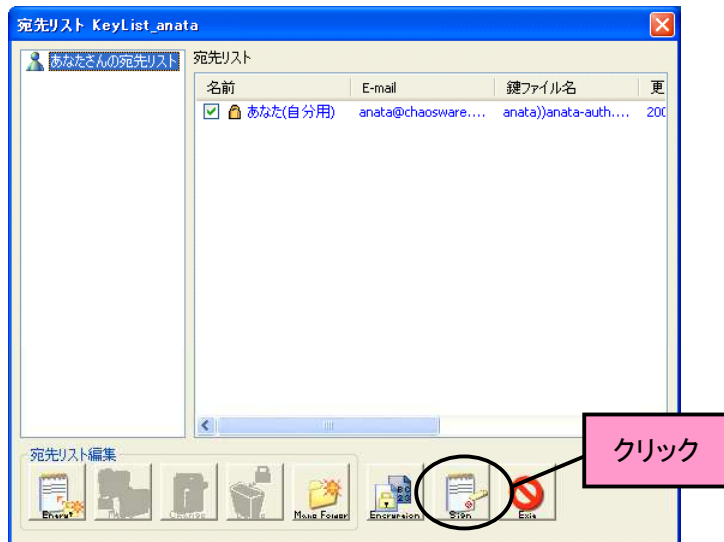 宛先リスト KeyList_anata
あなたさんの宛先リスト
宛先リスト
名前 E-mail 鍵ファイル名 更
あなた(自分用) anata@chaosware.... anata))anata-auth.... 200
クリック
宛先リスト編集
Make Folder Encryption Sign Exit